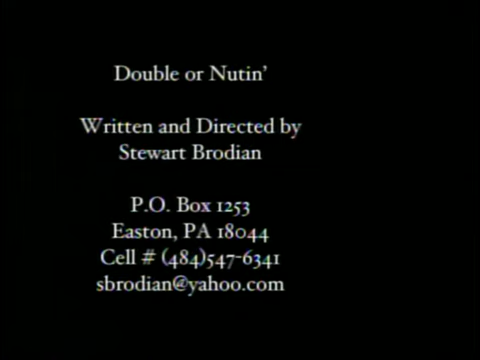 Double or Nutin'
Written and Directed by
Stewart Brodian
P.O. Box 1253
Easton, PA 18044
Cell # (484)547-6341
sbrodian@yahoo.com